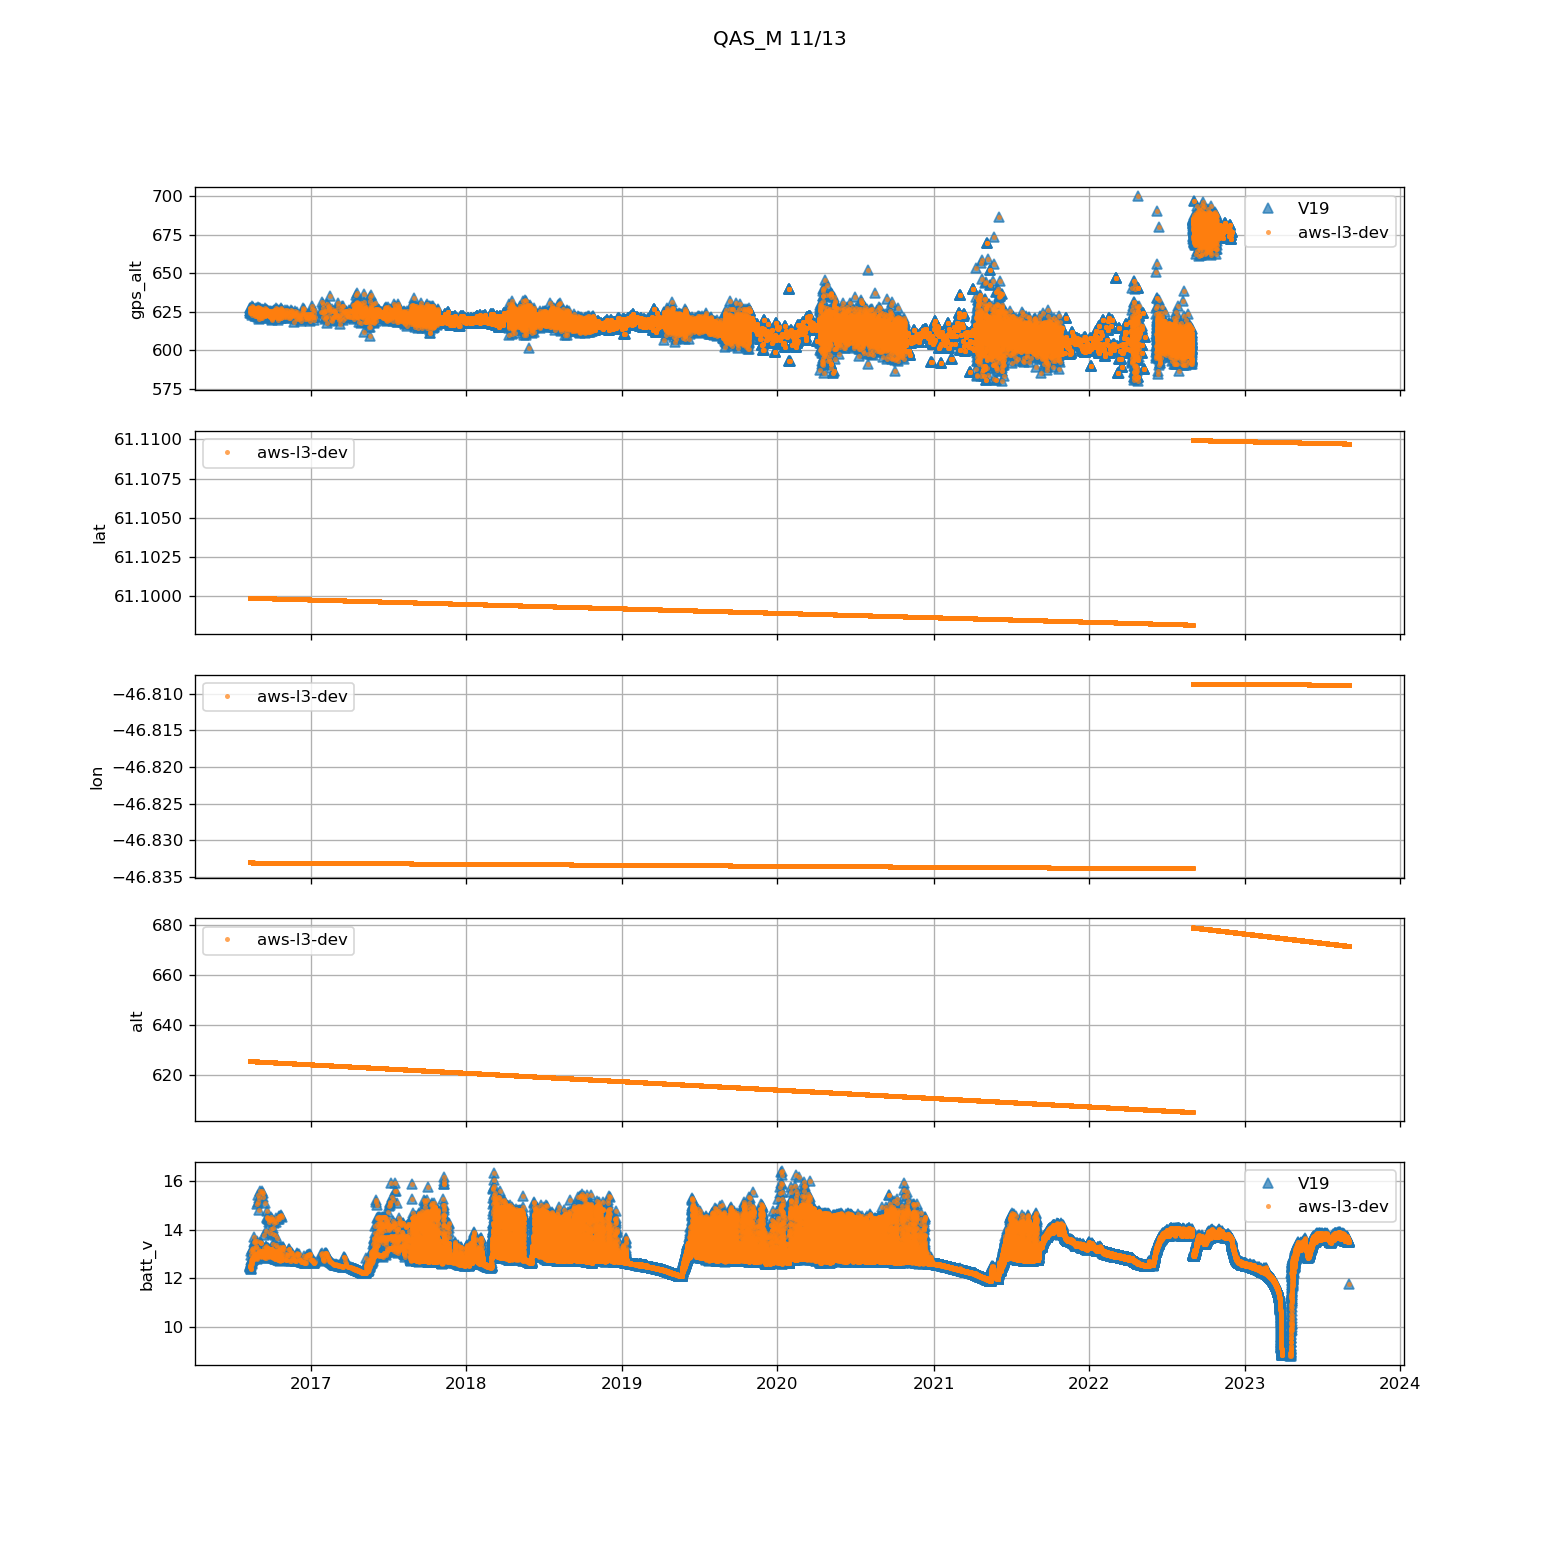 QAS_M 11/13
700
675
650
625
600
575
gps_alt
V19
aws-l3-dev
61.1100
61.1075
61.1050
61.1025
61.1000
lat
aws-l3-dev
−46.810
−46.815
−46.820
−46.825
−46.830
−46.835
lon
aws-l3-dev
680
660
640
620
alt
aws-l3-dev
16
14
12
10
batt_v
V19
aws-l3-dev
2017 2018 2019 2020 2021 2022 2023 2024